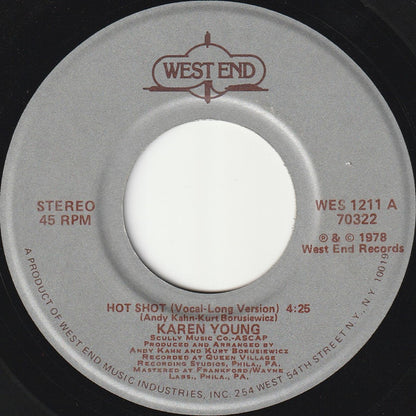 WEST END
STEREO
45 RPM
WES 1211 A
70322
℗ & © 1978
West End Records
HOT SHOT (Vocal-Long Version) 4:25
(Andy Kahn-Kurt Borusiewicz)
KAREN YOUNG
Scully Music Co.-ASCAP
Produced and Arranged by
Andy Kahn and Kurt Borusiewicz
Recorded at Queen Village
Recording Studios, Phila., PA.
Mastered at Frankford/Wayne
Labs., Phila., PA.
A PRODUCT OF WEST END MUSIC INDUSTRIES, INC. 254 WEST 54TH STREET N.Y., N.Y. 10019